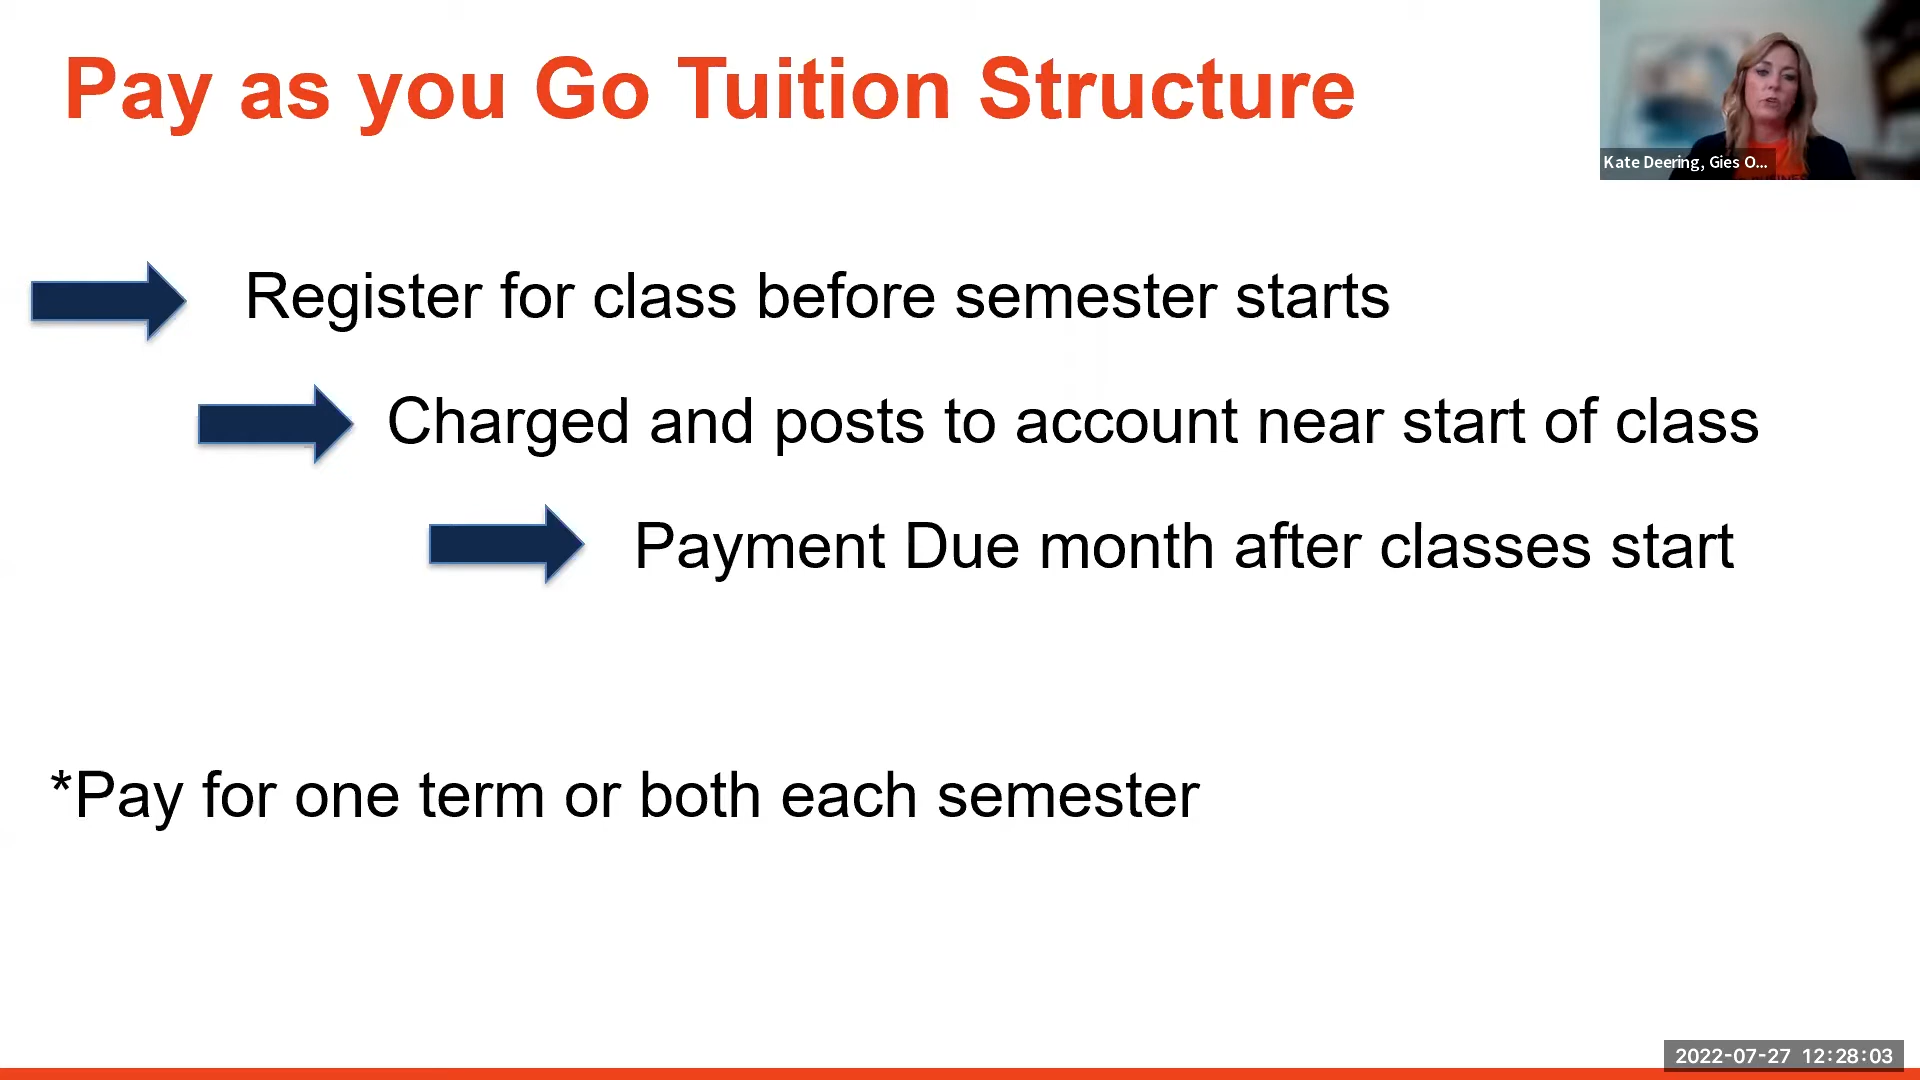 Pay as you Go Tuition Structure
Kate Deering, Gies O...
Register for class before semester starts
Charged and posts to account near start of class
Payment Due month after classes start
*Pay for one term or both each semester
2022-07-27 12:28:03